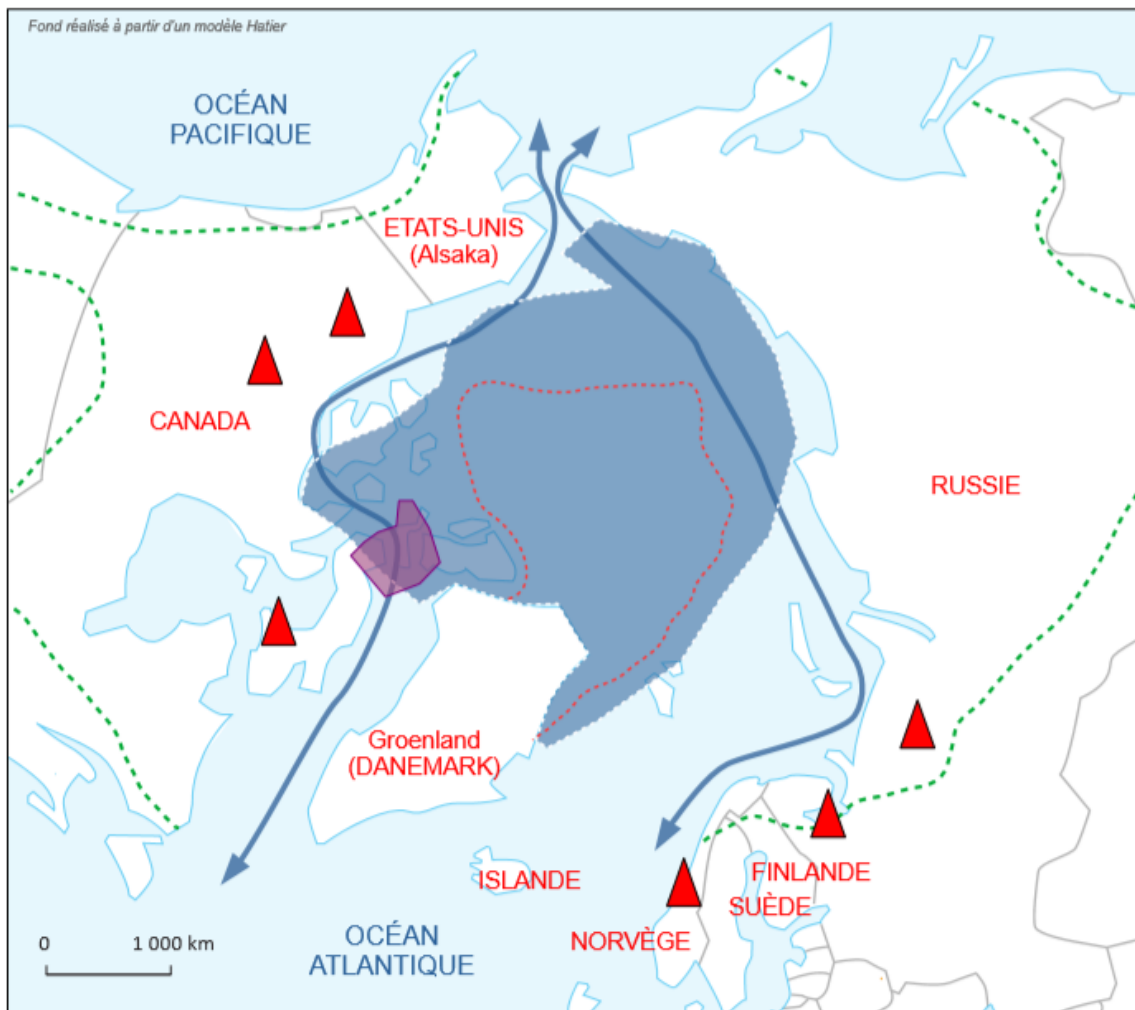 Fond réalisé à partir d'un modèle Hatier
OCÉAN
PACIFIQUE
ETATS-UNIS
(Alsaka)
CANADA
RUSSIE
Groenland
(DANEMARK)
ISLANDE
FINLANDE
SUÈDE
NORVÈGE
OCÉAN
ATLANTIQUE
0 1 000 km